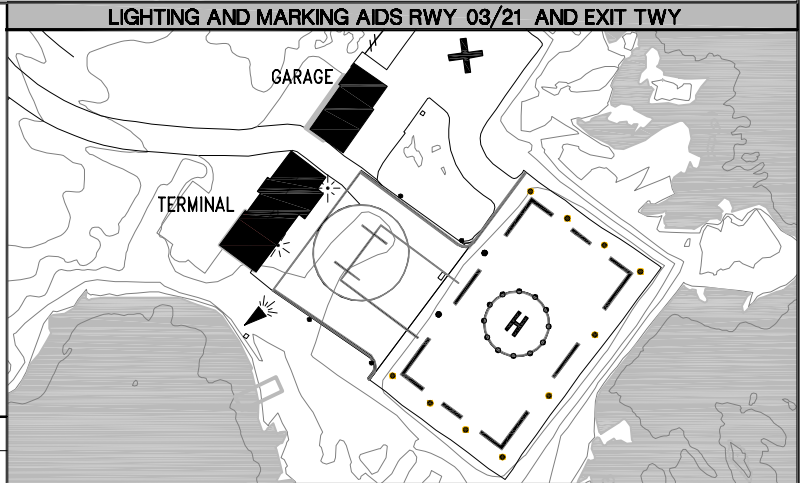 LIGHTING AND MARKING AIDS RWY 03/21 AND EXIT TWY
GARAGE
TERMINAL
H